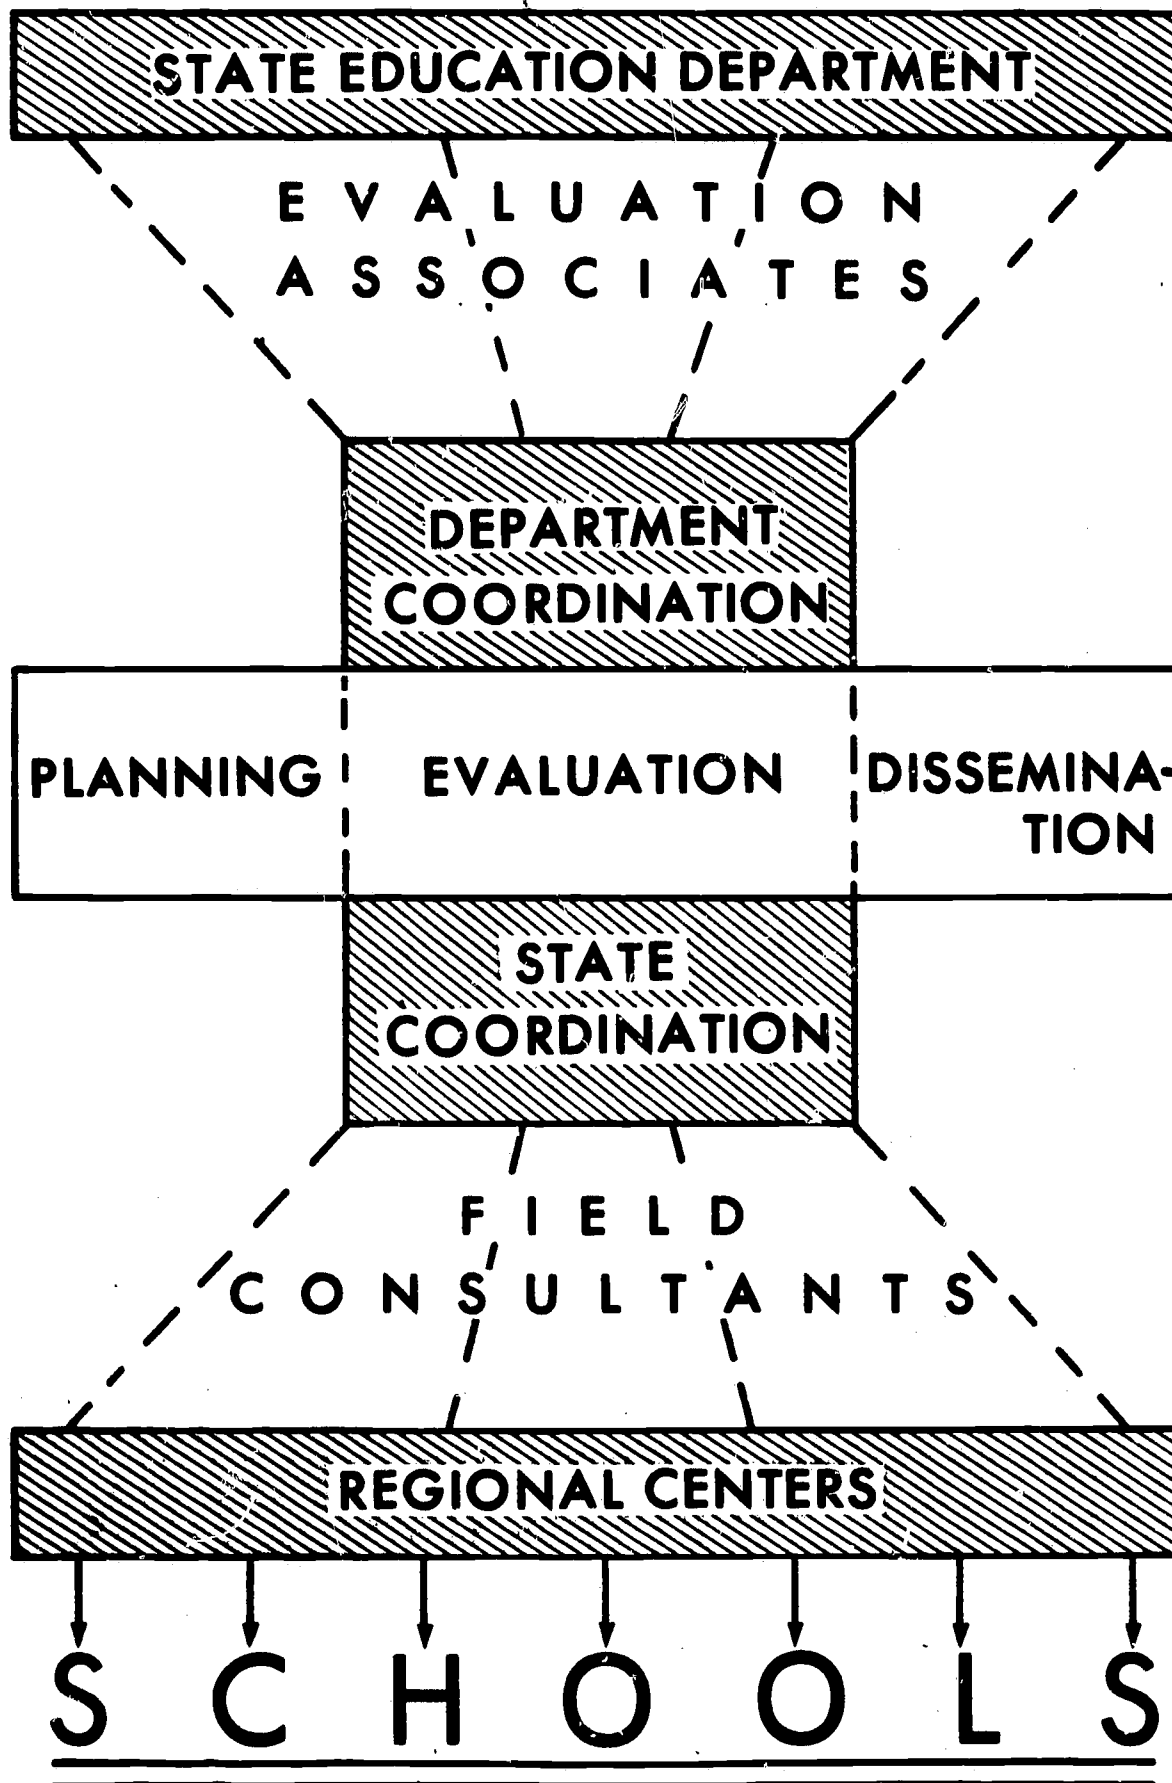 STATE EDUCATION DEPARTMENT
EVALUATION
ASSOCIATES
DEPARTMENT
COORDINATION
PLANNING
EVALUATION
DISSEMINA-
TION
STATE
COORDINATION
FIELD
CONSULTANTS
REGIONAL CENTERS
SCHOOLS